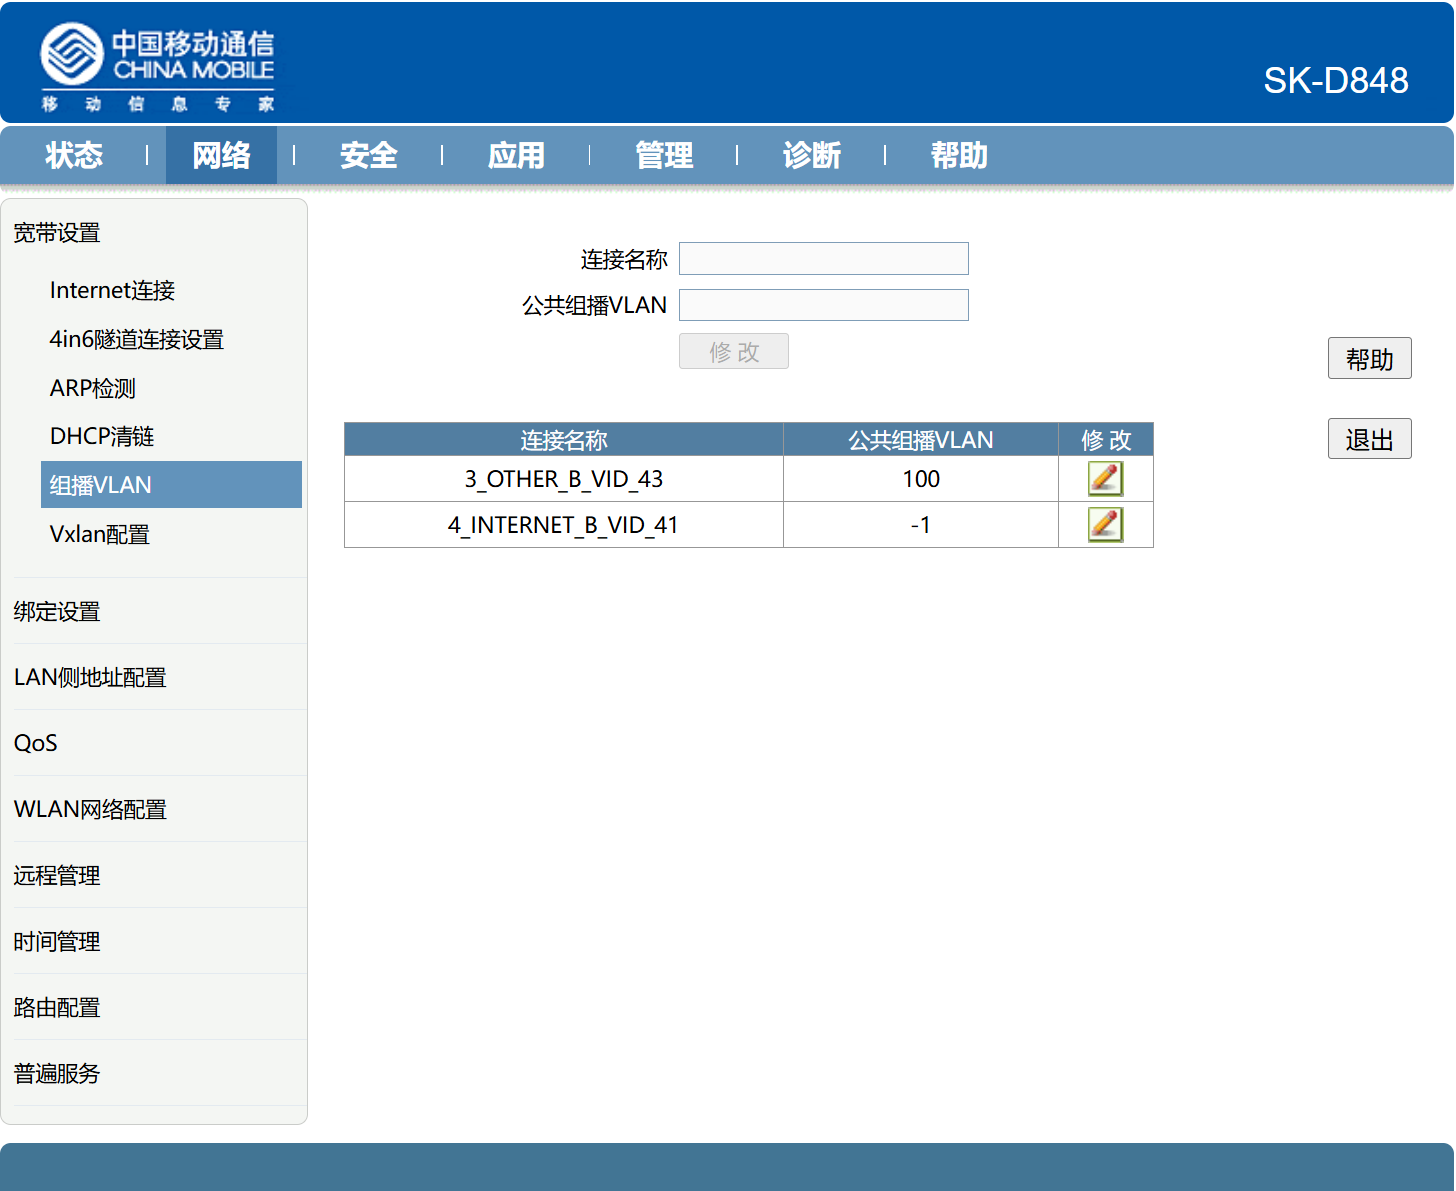 中国移动通信
CHINA MOBILE
移 动 信 息 专 家
SK-D848
状态 网络 安全 应用 管理 诊断 帮助
宽带设置
Internet连接
4in6隧道连接设置
ARP检测
DHCP清链
组播VLAN
Vxlan配置
绑定设置
LAN侧地址配置
QoS
WLAN网络配置
远程管理
时间管理
路由配置
普遍服务
连接名称
公共组播VLAN
修 改
连接名称 公共组播VLAN 修 改
3_OTHER_B_VID_43 100
4_INTERNET_B_VID_41 -1
帮助
退出